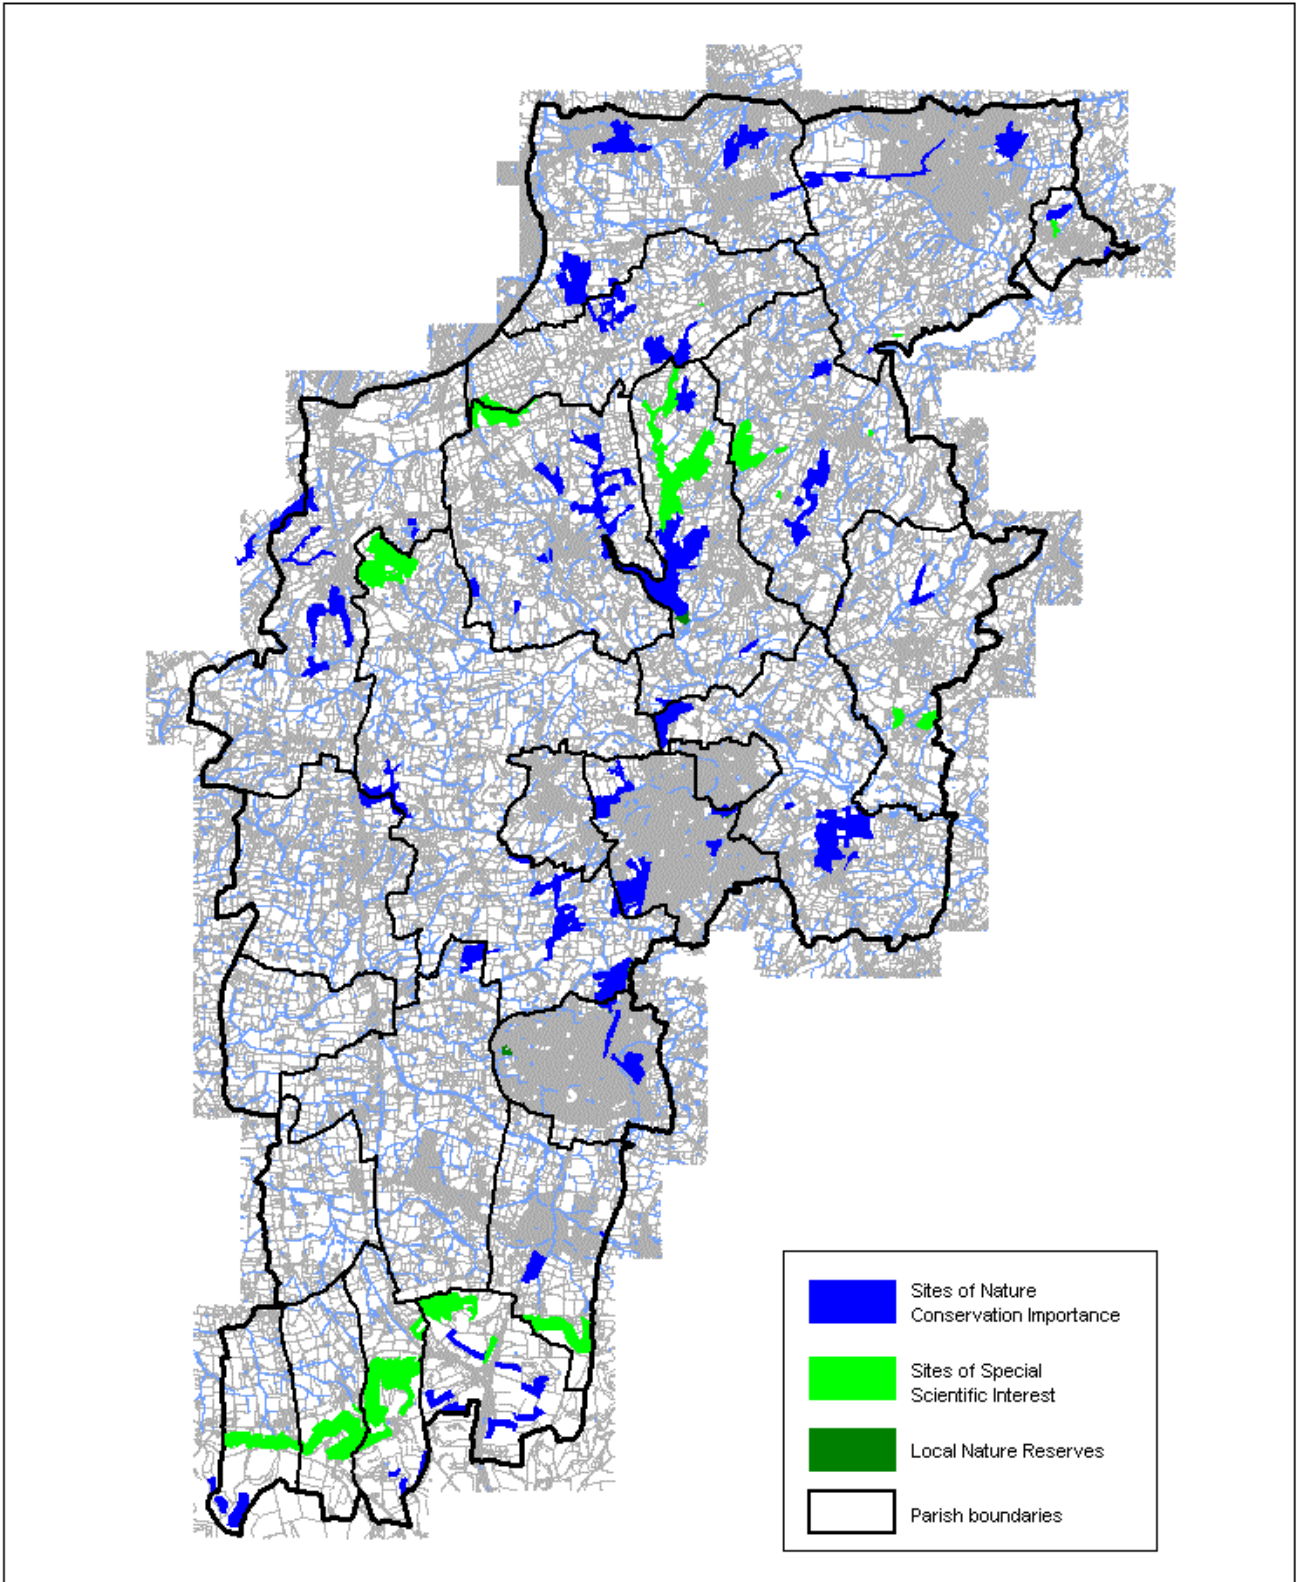 Sites of Nature
Conservation Importance
Sites of Special
Scientific Interest
Local Nature Reserves
Parish boundaries